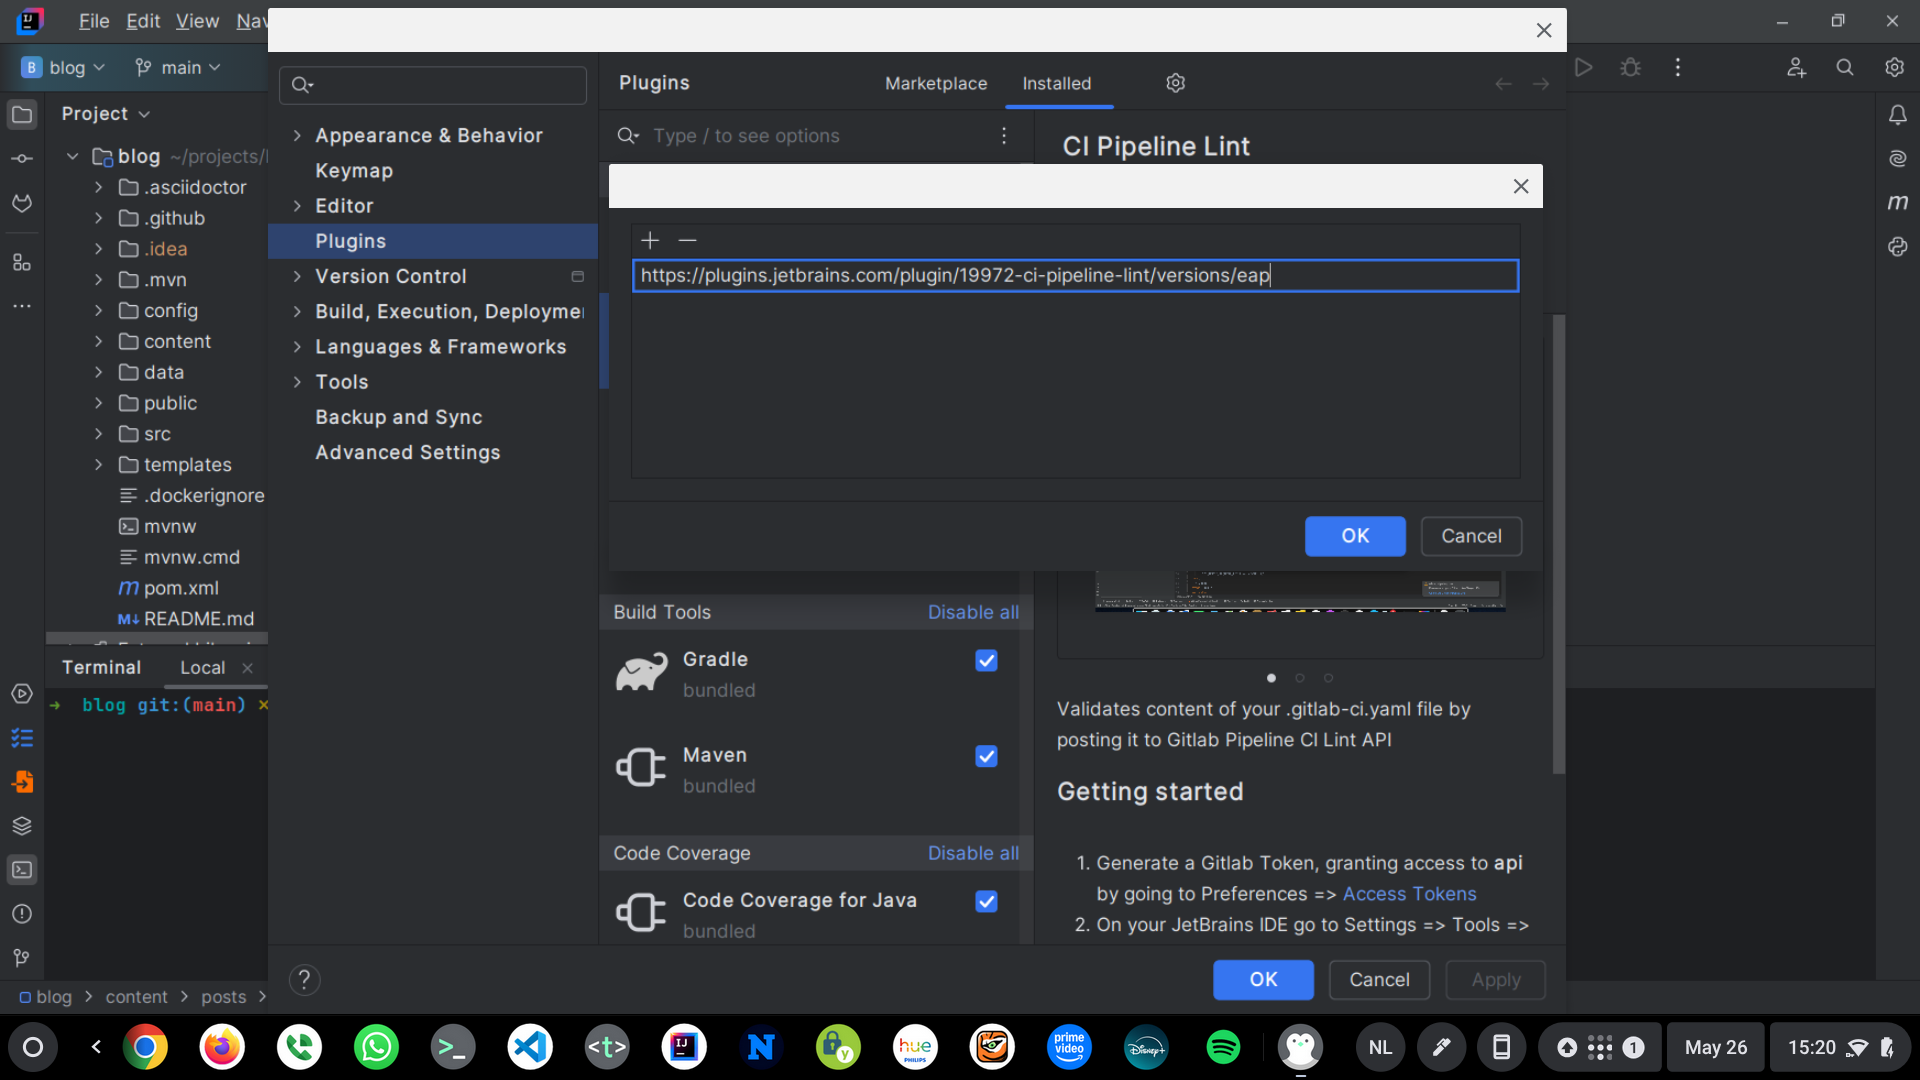 File Edit View Nav
B blog main
Project
blog ~/projects/
.asciidoctor
.github
.idea
.mvn
config
content
data
public
src
templates
.dockerignore
mvnw
mvnw.cmd
pom.xml
README.md
Terminal Local
→ blog git:(main) ×
blog > content > posts >
Appearance & Behavior
Keymap
Editor
Plugins
Version Control
Build, Execution, Deployme
Languages & Frameworks
Tools
Backup and Sync
Advanced Settings
Plugins Marketplace Installed
Type / to see options
CI Pipeline Lint
https://plugins.jetbrains.com/plugin/19972-ci-pipeline-lint/versions/eap
OK Cancel
Build Tools Disable all
Gradle
bundled
Maven
bundled
Code Coverage Disable all
Code Coverage for Java
bundled
Validates content of your .gitlab-ci.yaml file by
posting it to Gitlab Pipeline CI Lint API
Getting started
1. Generate a Gitlab Token, granting access to api
by going to Preferences => Access Tokens
2. On your JetBrains IDE go to Settings => Tools =>
? OK Cancel Apply
>_ <t> IJ N y hue PHILIPS prime video Disney+ NL 1 May 26 15:20